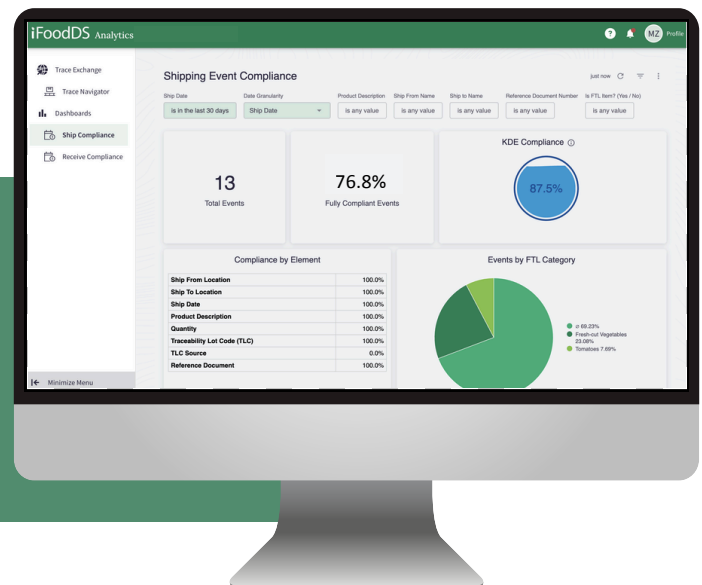 iFoodDS Analytics
?
MZ Profile
Trace Exchange
Trace Navigator
Dashboards
Ship Compliance
Receive Compliance
Minimize Menu
Shipping Event Compliance
just now
Ship Date Date Granularity Product Description Ship From Name Ship to Name Reference Document Number Is FTL Item? (Yes / No)
is in the last 30 days Ship Date is any value is any value is any value is any value is any value
13
Total Events
76.8%
Fully Compliant Events
KDE Compliance
87.5%
Compliance by Element
Ship From Location 100.0%
Ship To Location 100.0%
Ship Date 100.0%
Product Description 100.0%
Quantity 100.0%
Traceability Lot Code (TLC) 100.0%
TLC Source 0.0%
Reference Document 100.0%
Events by FTL Category
ø 69.23%
Fresh-cut Vegetables
23.08%
Tomatoes 7.69%